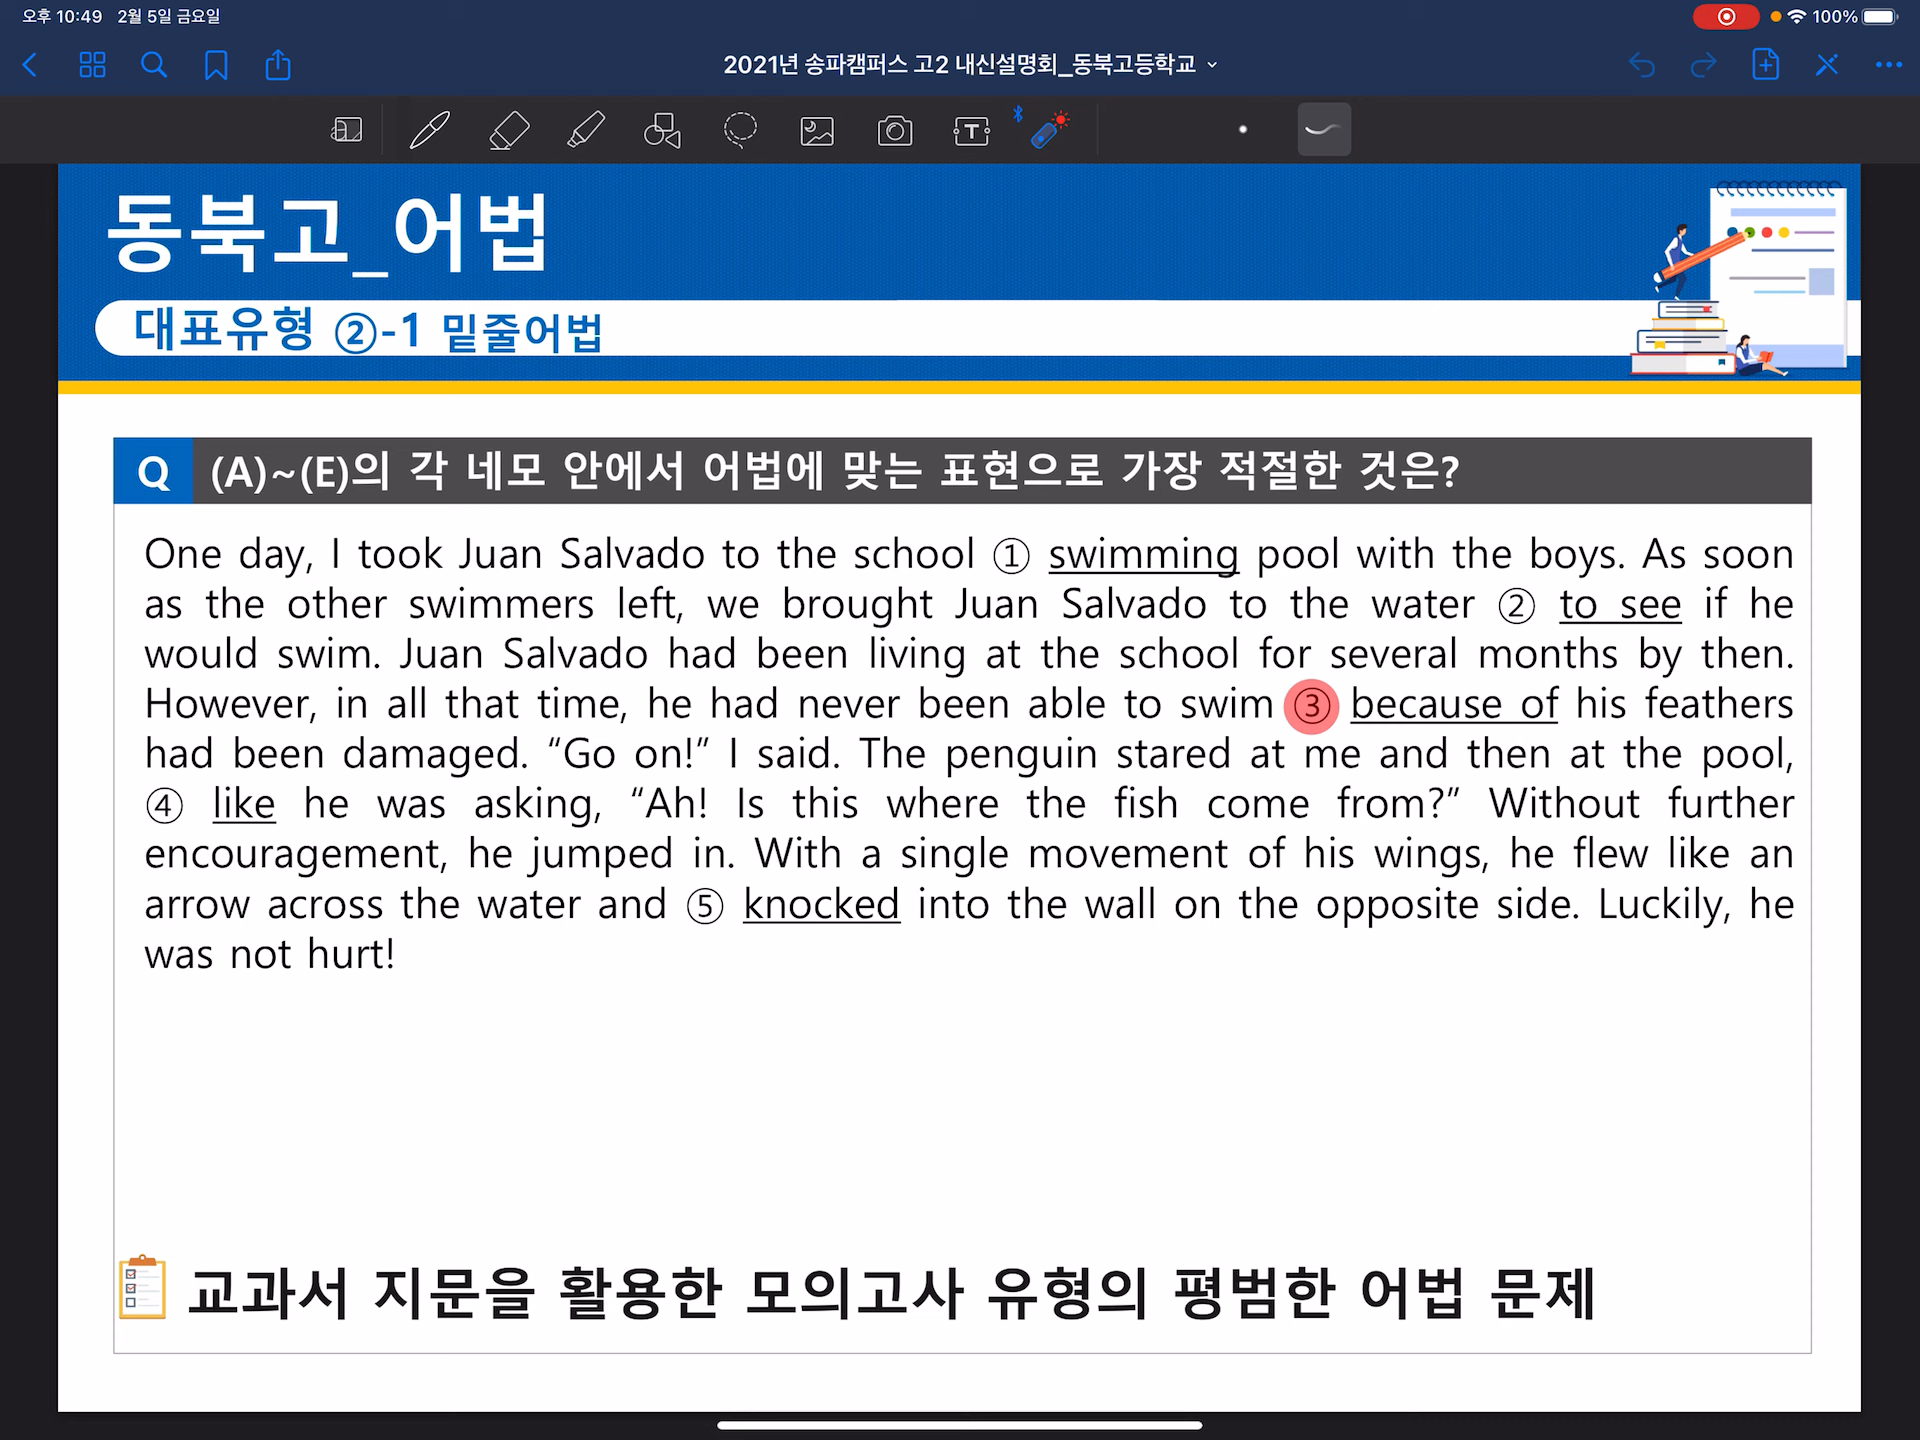 오후 10:49 2월 5일 금요일
100%
2021년 송파캠퍼스 고2 내신설명회_동북고등학교
T
동북고_어법
대표유형 ②-1 밑줄어법
Q (A)~(E)의 각 네모 안에서 어법에 맞는 표현으로 가장 적절한 것은?
One day, I took Juan Salvado to the school ① swimming pool with the boys. As soon
as the other swimmers left, we brought Juan Salvado to the water ② to see if he
would swim. Juan Salvado had been living at the school for several months by then.
However, in all that time, he had never been able to swim ③ because of his feathers
had been damaged. “Go on!” I said. The penguin stared at me and then at the pool,
④ like he was asking, “Ah! Is this where the fish come from?” Without further
encouragement, he jumped in. With a single movement of his wings, he flew like an
arrow across the water and ⑤ knocked into the wall on the opposite side. Luckily, he
was not hurt!
교과서 지문을 활용한 모의고사 유형의 평범한 어법 문제